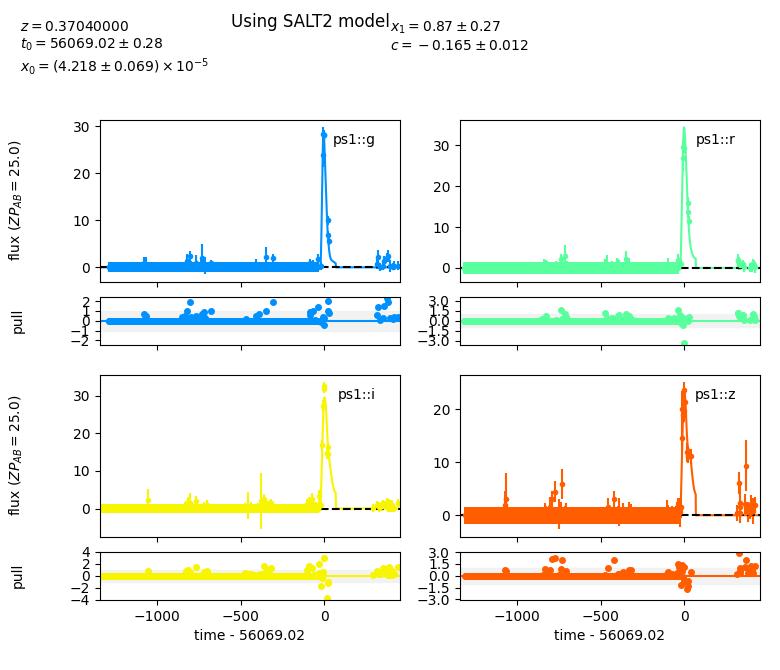 Using SALT2 model
z = 0.37040000
t0 = 56069.02 ± 0.28
x0 = (4.218 ± 0.069) × 10^−5
x1 = 0.87 ± 0.27
c = −0.165 ± 0.012
ps1::g
30
20
10
0
flux (ZP_AB = 25.0)
ps1::r
30
20
10
0
2
1
0
−1
−2
pull
3.0
1.5
0.0
−1.5
−3.0
ps1::i
30
20
10
0
flux (ZP_AB = 25.0)
ps1::z
20
10
0
4
2
0
−2
−4
pull
−1000
−500
0
time - 56069.02
3.0
1.5
0.0
−1.5
−3.0
−1000
−500
0
time - 56069.02